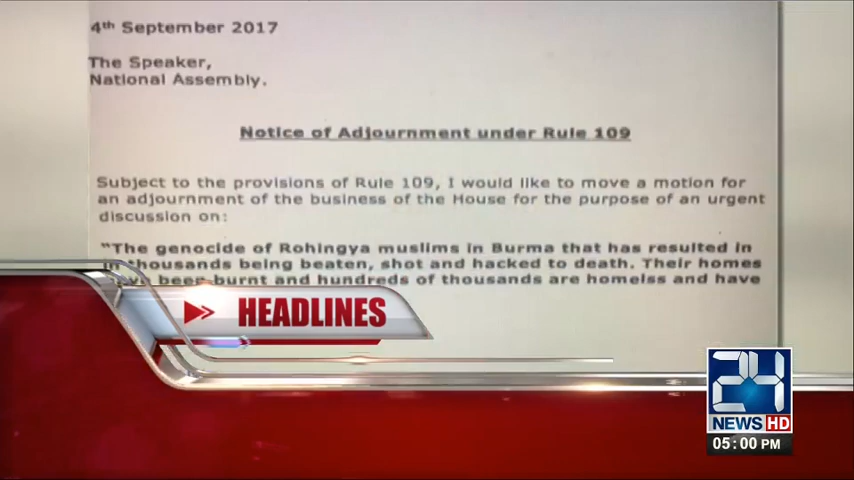 4th September 2017
The Speaker,
National Assembly.
Notice of Adjournment under Rule 109
Subject to the provisions of Rule 109, I would like to move a motion for
an adjournment of the business of the House for the purpose of an urgent
discussion on:
"The genocide of Rohingya muslims in Burma that has resulted in
in thousands being beaten, shot and hacked to death. Their homes
been burnt and hundreds of thousands are homelss and have
HEADLINES
24
NEWS HD
05:00 PM